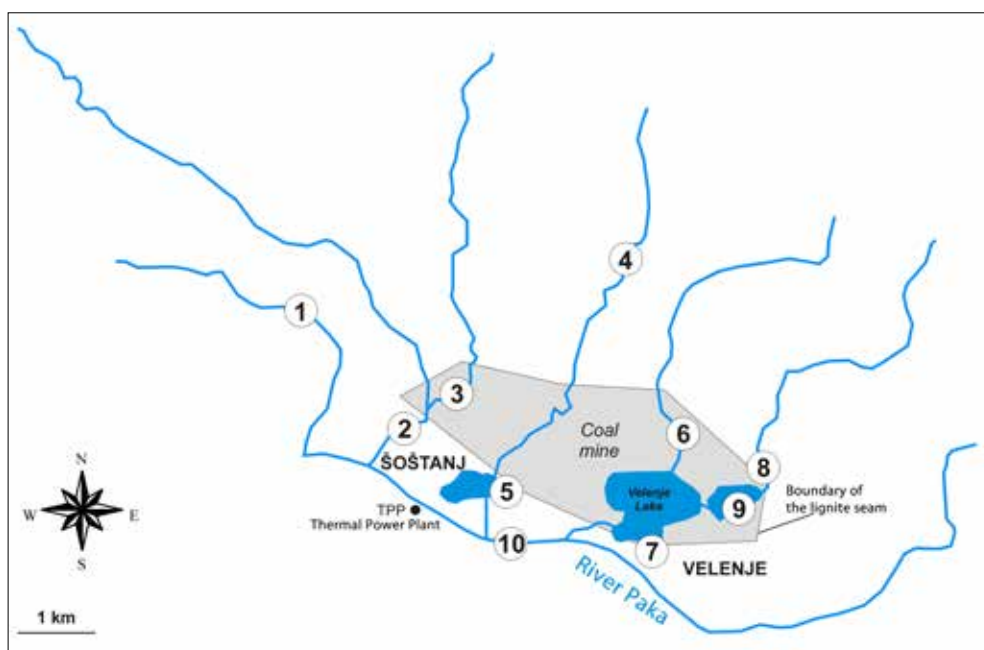 4
1
3
Coal
mine
2
6
ŠOŠTANJ
8
5
Velenje
Lake
9
Boundary of
the lignite seam
TPP
Thermal Power Plant
10
7
VELENJE
River Paka
N
W
E
S
1 km